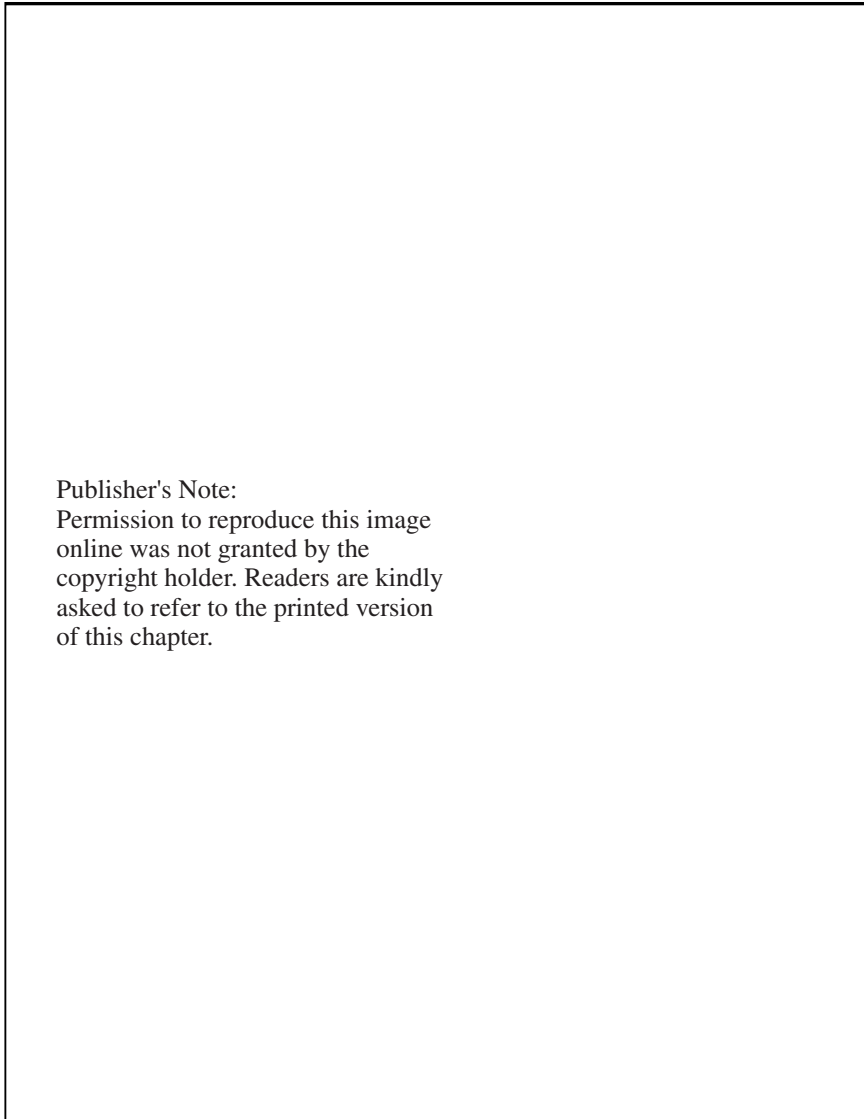 Publisher's Note:
Permission to reproduce this image
online was not granted by the
copyright holder. Readers are kindly
asked to refer to the printed version
of this chapter.